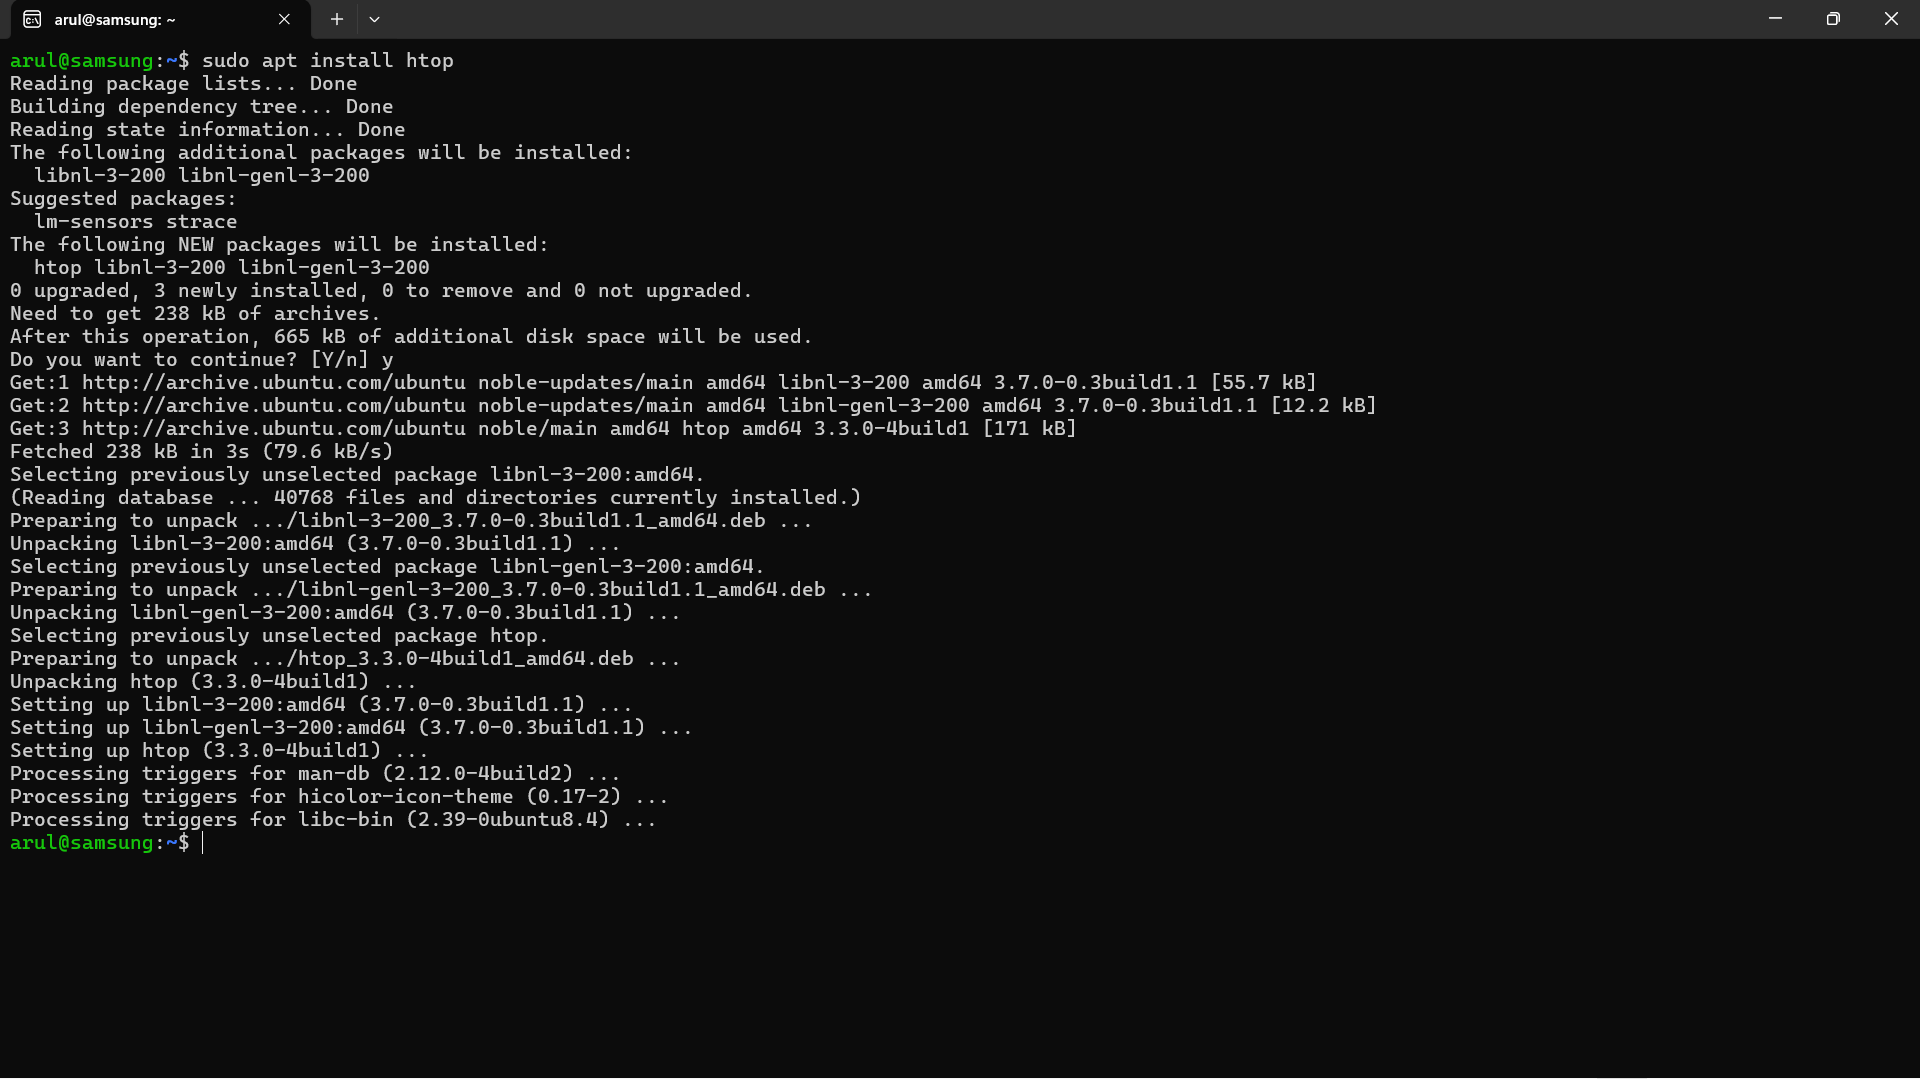 arul@samsung: ~
arul@samsung:~$ sudo apt install htop
Reading package lists... Done
Building dependency tree... Done
Reading state information... Done
The following additional packages will be installed:
  libnl-3-200 libnl-genl-3-200
Suggested packages:
  lm-sensors strace
The following NEW packages will be installed:
  htop libnl-3-200 libnl-genl-3-200
0 upgraded, 3 newly installed, 0 to remove and 0 not upgraded.
Need to get 238 kB of archives.
After this operation, 665 kB of additional disk space will be used.
Do you want to continue? [Y/n] y
Get:1 http://archive.ubuntu.com/ubuntu noble-updates/main amd64 libnl-3-200 amd64 3.7.0-0.3build1.1 [55.7 kB]
Get:2 http://archive.ubuntu.com/ubuntu noble-updates/main amd64 libnl-genl-3-200 amd64 3.7.0-0.3build1.1 [12.2 kB]
Get:3 http://archive.ubuntu.com/ubuntu noble/main amd64 htop amd64 3.3.0-4build1 [171 kB]
Fetched 238 kB in 3s (79.6 kB/s)
Selecting previously unselected package libnl-3-200:amd64.
(Reading database ... 40768 files and directories currently installed.)
Preparing to unpack .../libnl-3-200_3.7.0-0.3build1.1_amd64.deb ...
Unpacking libnl-3-200:amd64 (3.7.0-0.3build1.1) ...
Selecting previously unselected package libnl-genl-3-200:amd64.
Preparing to unpack .../libnl-genl-3-200_3.7.0-0.3build1.1_amd64.deb ...
Unpacking libnl-genl-3-200:amd64 (3.7.0-0.3build1.1) ...
Selecting previously unselected package htop.
Preparing to unpack .../htop_3.3.0-4build1_amd64.deb ...
Unpacking htop (3.3.0-4build1) ...
Setting up libnl-3-200:amd64 (3.7.0-0.3build1.1) ...
Setting up libnl-genl-3-200:amd64 (3.7.0-0.3build1.1) ...
Setting up htop (3.3.0-4build1) ...
Processing triggers for man-db (2.12.0-4build2) ...
Processing triggers for hicolor-icon-theme (0.17-2) ...
Processing triggers for libc-bin (2.39-0ubuntu8.4) ...
arul@samsung:~$